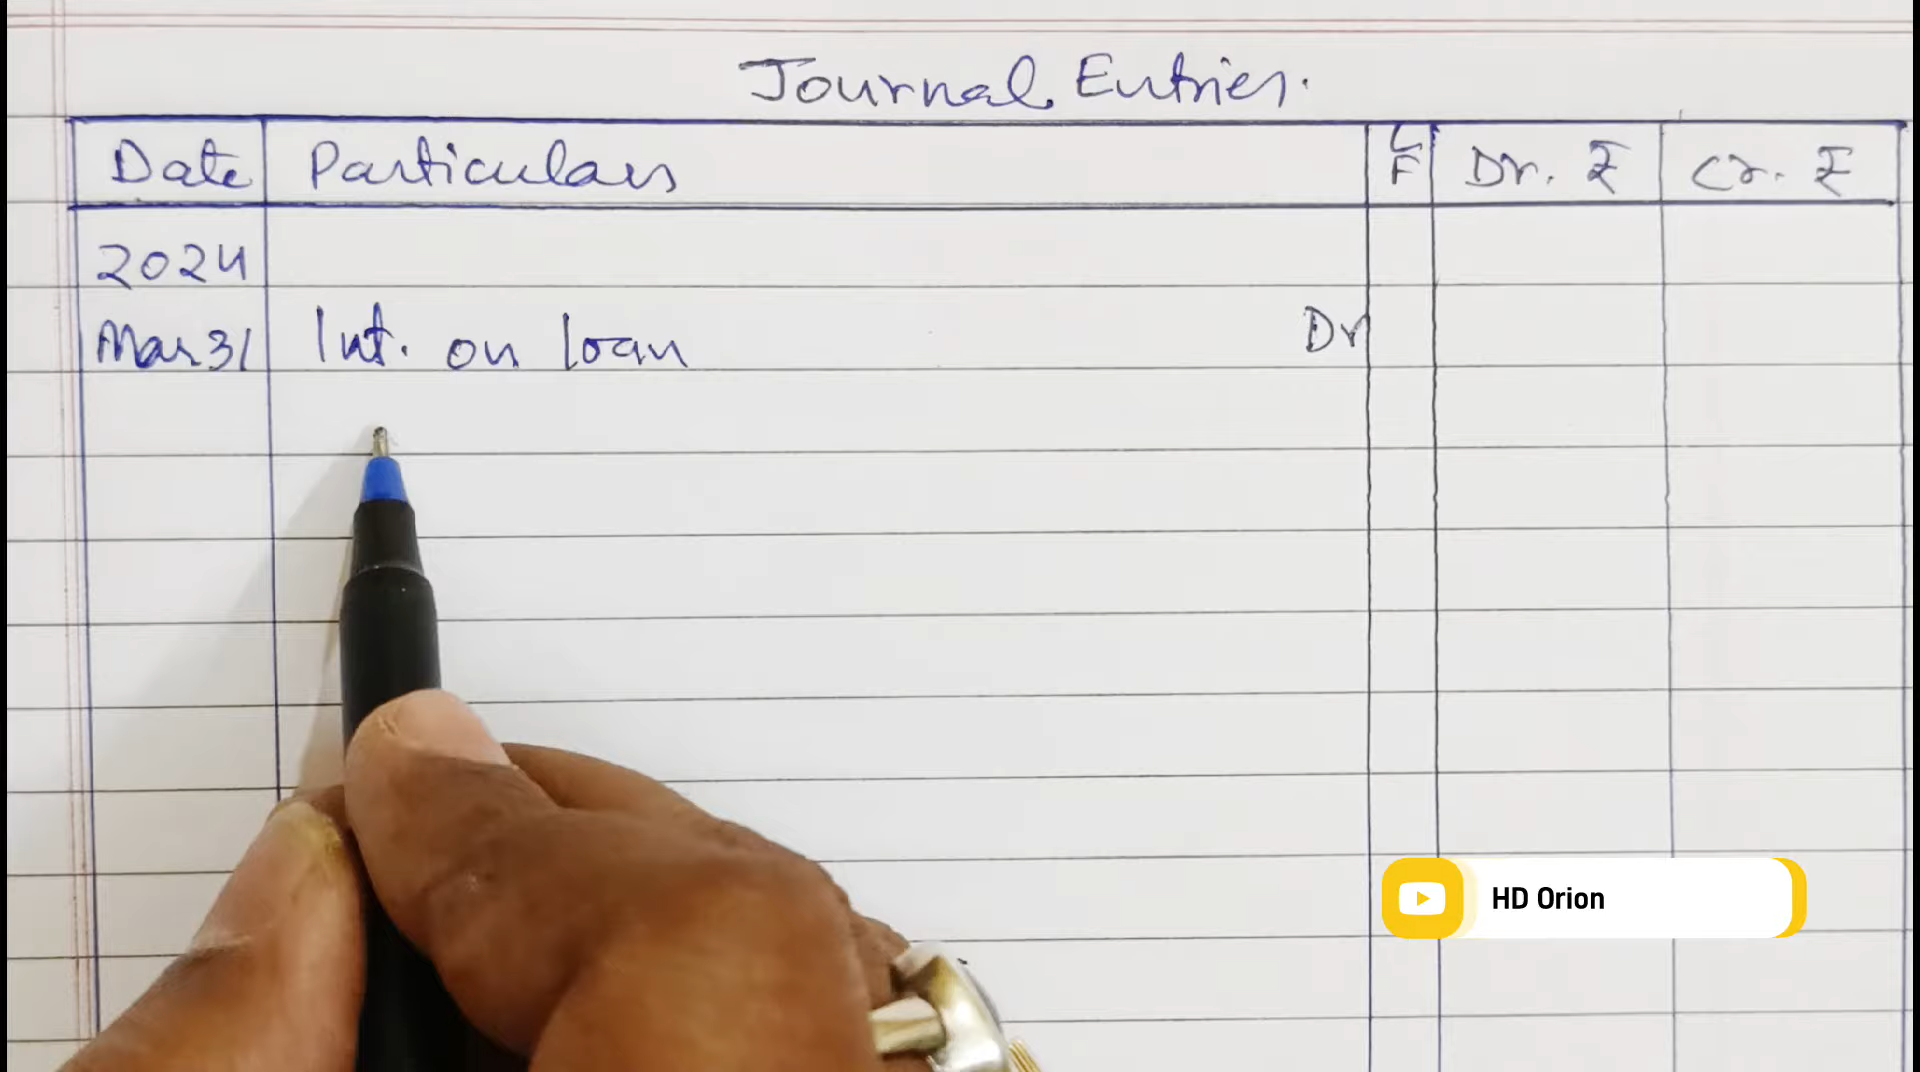 Journal Entries.
Date Particulars LF Dr. ₹ Cr. ₹
2024
Mar 31 Int. on loan Dr
HD Orion